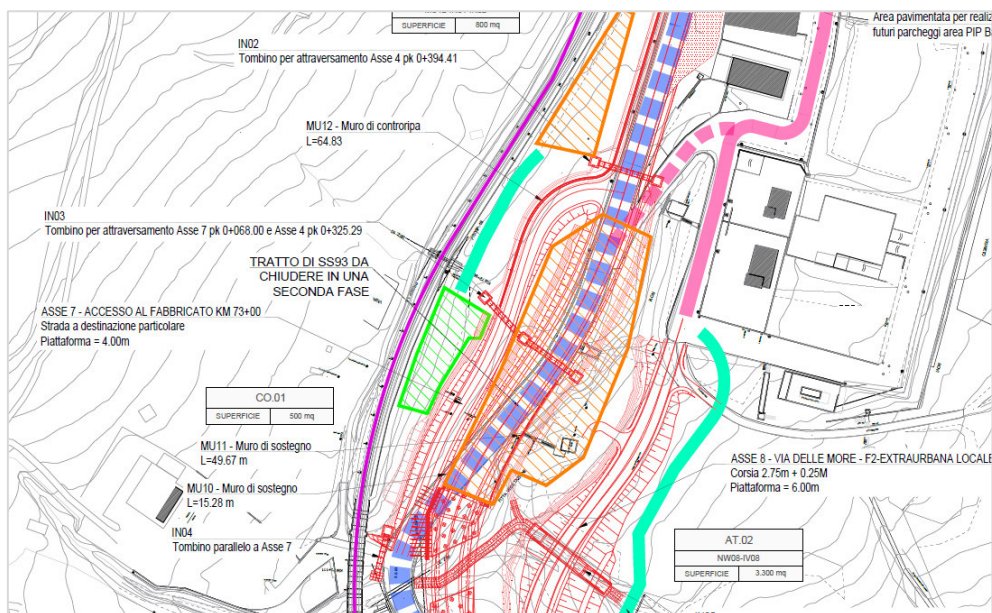 SUPERFICIE 800 mq
Area pavimentata per
futuri parcheggi area PIP
IN02
Tombino per attraversamento Asse 4 pk 0+394.41
MU12 - Muro di controripa
L=64.83
IN03
Tombino per attraversamento Asse 7 pk 0+068.00 e Asse 4 pk 0+325.29
TRATTO DI SS93 DA
CHIUDERE IN UNA
SECONDA FASE
ASSE 7 - ACCESSO AL FABBRICATO KM 73+00
Strada a destinazione particolare
Piattaforma = 4.00m
CO.01
SUPERFICIE 500 mq
MU11 - Muro di sostegno
L=49.67 m
MU10 - Muro di sostegno
L=15.28 m
IN04
Tombino parallelo a Asse 7
ASSE 8 - VIA DELLE MORE - F2-EXTRAURBANA LOCALE
Corsia 2.75m + 0.25M
Piattaforma = 6.00m
AT.02
NW08-IV08
SUPERFICIE 3.300 mq